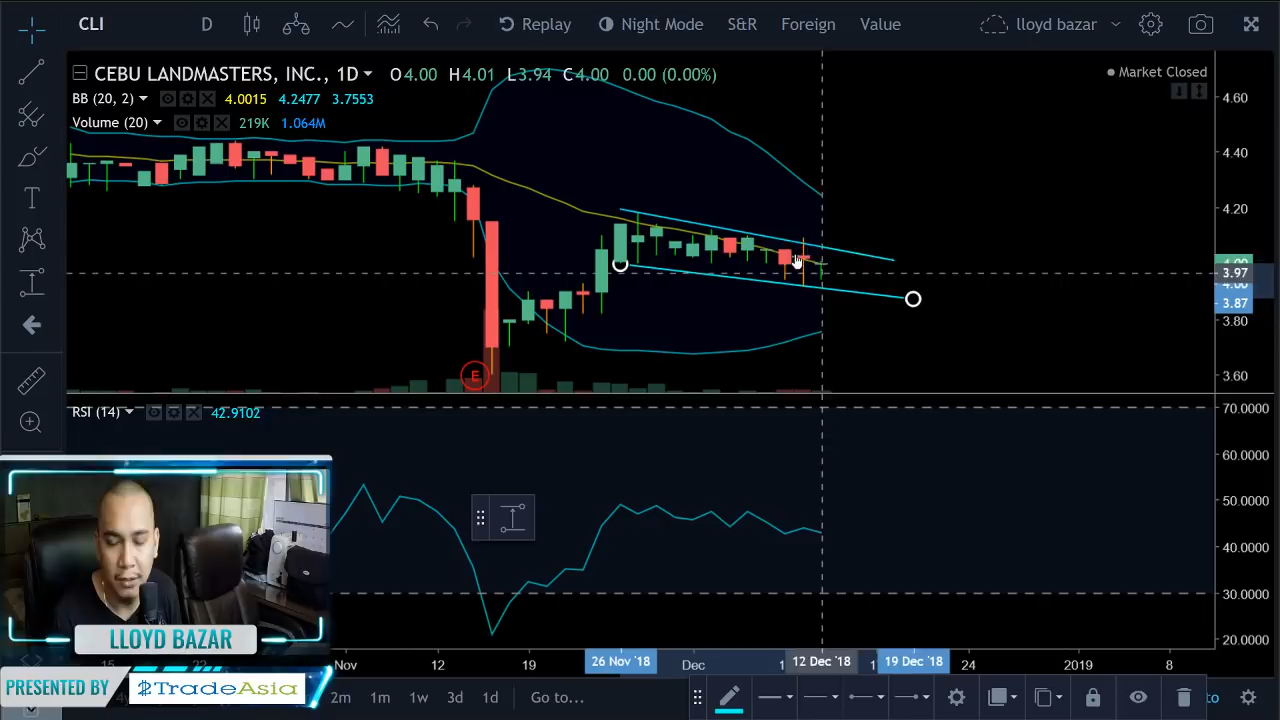 CLI
D
Replay
Night Mode
S&R
Foreign
Value
lloyd bazar
CEBU LANDMASTERS, INC., 1D
O4.00 H4.01 L3.94 C4.00 0.00 (0.00%)
Market Closed
BB (20, 2)
4.0015 4.2477 3.7553
Volume (20)
219K 1.064M
4.60
4.40
4.20
3.97
3.87
3.80
3.60
E
RSI (14)
42.9102
70.0000
60.0000
50.0000
40.0000
30.0000
20.0000
LLOYD BAZAR
PRESENTED BY
$TradeAsia
Nov
12
19
26 Nov '18
Dec
12 Dec '18
19 Dec '18
24
2019
8
2m
1m
1w
3d
1d
Go to...